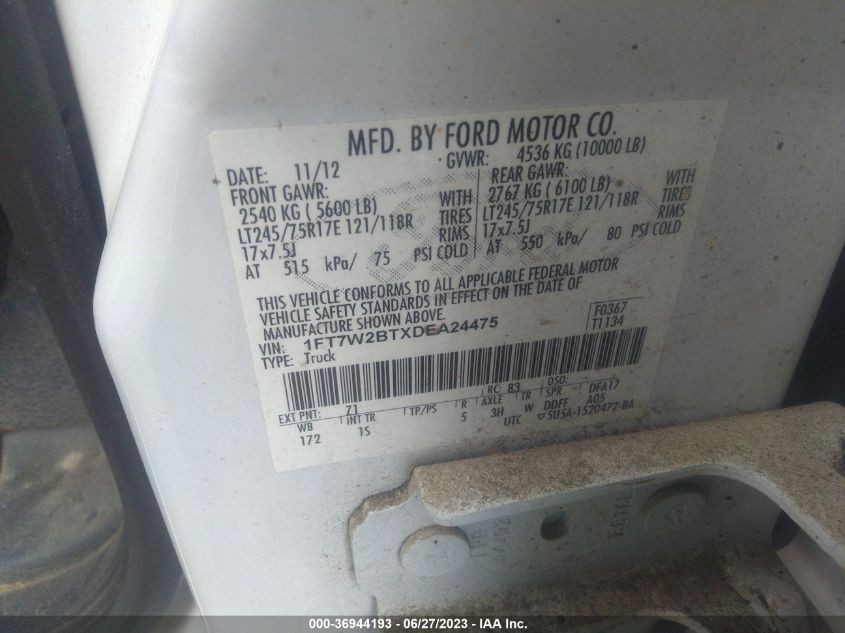 MFD. BY FORD MOTOR CO.
DATE: 11/12 GVWR: 4536 KG (10000 LB)
FRONT GAWR: REAR GAWR: WITH
2540 KG ( 5600 LB) WITH 2767 KG ( 6100 LB) TIRES
LT245/75R17E 121/118R TIRES LT245/75R17E 121/118R RIMS
17x7.5J RIMS 17x7.5J
AT 515 kPa/ 75 PSI COLD AT 550 kPa/ 80 PSI COLD
THIS VEHICLE CONFORMS TO ALL APPLICABLE FEDERAL MOTOR
VEHICLE SAFETY STANDARDS IN EFFECT ON THE DATE OF
MANUFACTURE SHOWN ABOVE.
F0367
VIN: 1FT7W2BTXDEA24475
T1134
TYPE: Truck
EXT PNT: 71 RC: 83 DSO:
WB INT TR TP/PS R AXLE TR SPR DFA17
172 1S 5 3H W DDFF A05
UTC ▽5U5A-1520472-BA
000-36944193 - 06/27/2023 - IAAI.com.